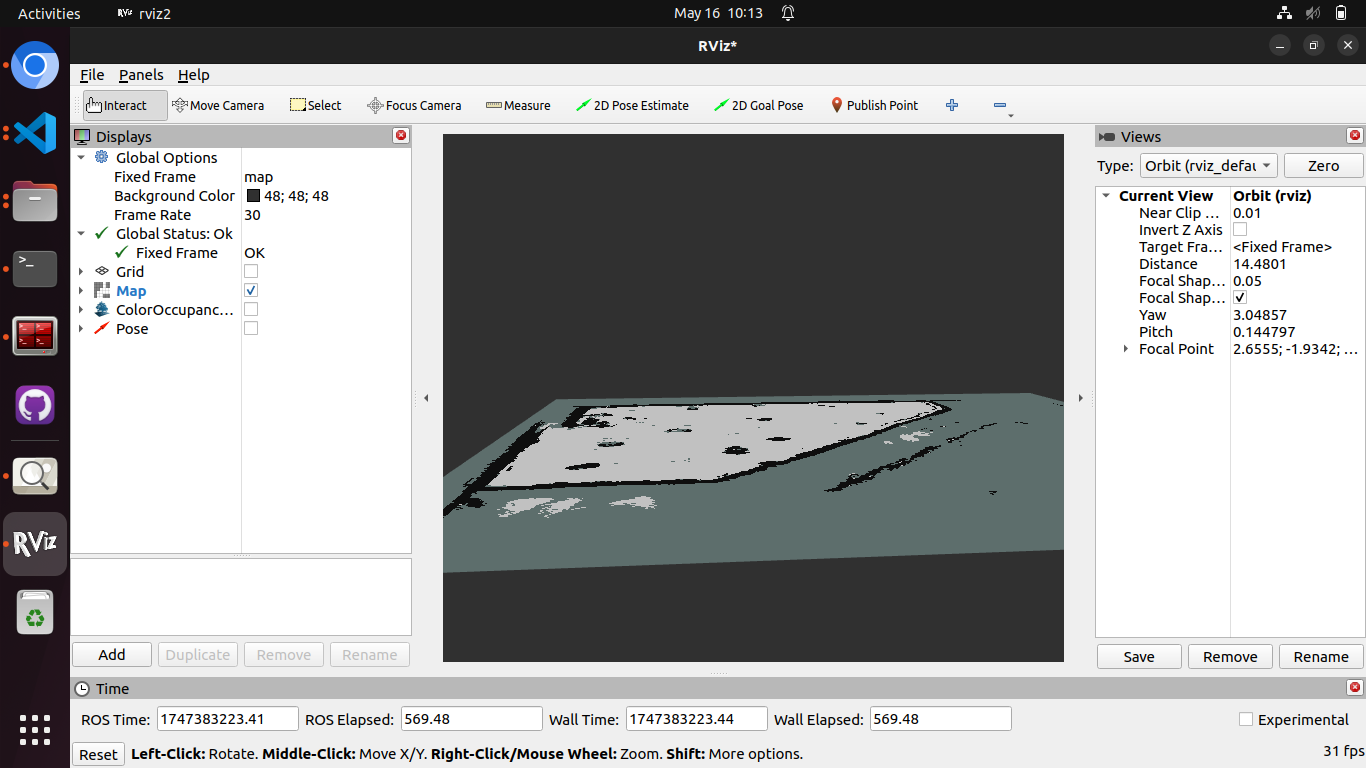 Activities RViz rviz2 May 16 10:13
RViz*
File Panels Help
Interact Move Camera Select Focus Camera Measure 2D Pose Estimate 2D Goal Pose Publish Point
Displays
Global Options
Fixed Frame map
Background Color 48; 48; 48
Frame Rate 30
Global Status: Ok
Fixed Frame OK
Grid
Map
ColorOccupanc...
Pose
Add Duplicate Remove Rename
Views
Type: Orbit (rviz_defau Zero
Current View Orbit (rviz)
Near Clip ... 0.01
Invert Z Axis
Target Fra... <Fixed Frame>
Distance 14.4801
Focal Shap... 0.05
Focal Shap...
Yaw 3.04857
Pitch 0.144797
Focal Point 2.6555; -1.9342; ...
Save Remove Rename
RViz
Time
ROS Time: 1747383223.41 ROS Elapsed: 569.48 Wall Time: 1747383223.44 Wall Elapsed: 569.48 Experimental
Reset Left-Click: Rotate. Middle-Click: Move X/Y. Right-Click/Mouse Wheel: Zoom. Shift: More options. 31 fps